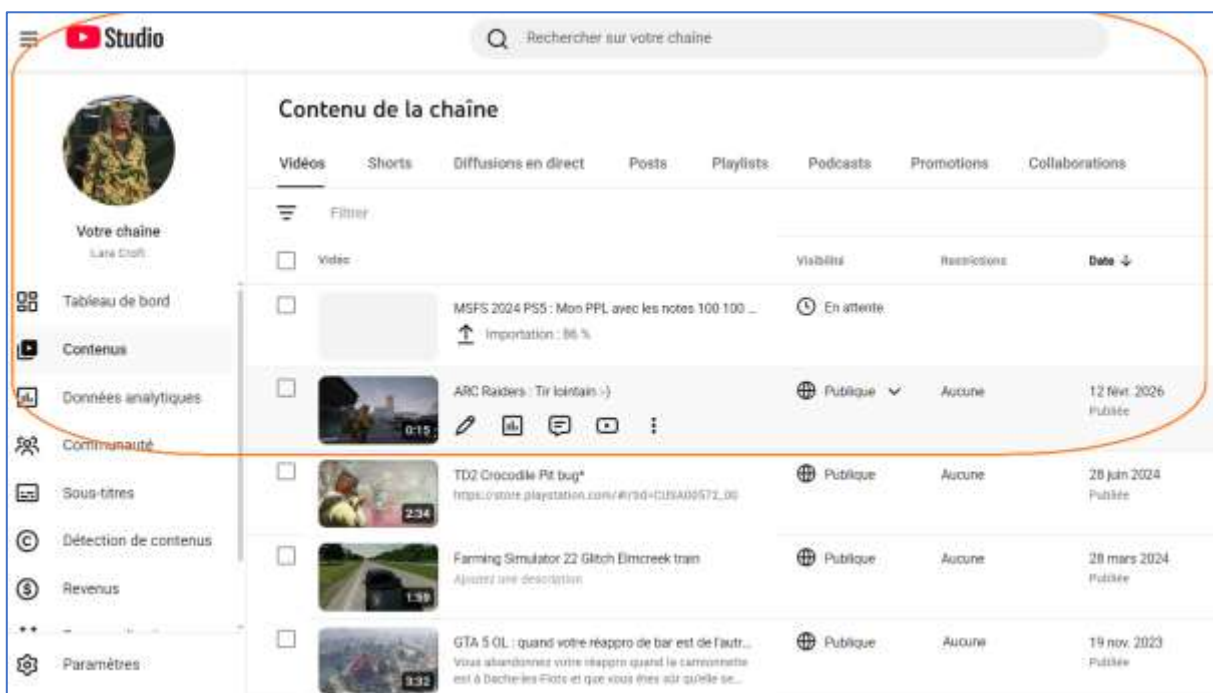 Studio
Rechercher sur votre chaîne
Votre chaîne
Lara Croft
Tableau de bord
Contenus
Données analytiques
Communauté
Sous-titres
Détection de contenus
Revenus
Paramètres
Contenu de la chaîne
Vidéos Shorts Diffusions en direct Posts Playlists Podcasts Promotions Collaborations
Filtrer
Vidéo Visibilité Restrictions Date
MSFS 2024 PS5 : Mon PPL avec les notes 100 100 ... En attente
Importation : 86 %
ARC Raiders : Tir lointain :-) Publique Aucune 12 févr. 2026
Publiée
0:15
TD2 Crocodile Pit bug* Publique Aucune 28 juin 2024
https://store.playstation.com/#!/tid=CUSA00572_00 Publiée
2:34
Farming Simulator 22 Glitch Elmcreek train Publique Aucune 28 mars 2024
Ajoutez une description Publiée
1:59
GTA 5 OL : quand votre réappro de bar est de l'autr... Publique Aucune 19 nov. 2023
Vous abandonnez votre réappro quand la camionnette Publiée
est à Dache-les-Flots et que vous êtes sûr qu'elle se...
3:32